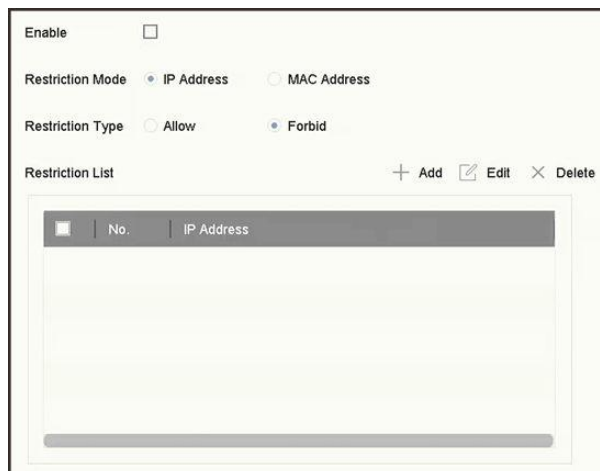 Enable
Restriction Mode IP Address MAC Address
Restriction Type Allow Forbid
Restriction List Add Edit Delete
No. IP Address